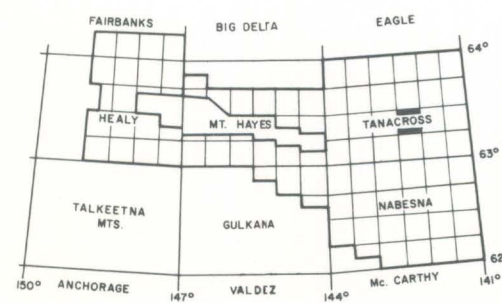 FAIRBANKS BIG DELTA EAGLE
64°
HEALY MT. HAYES TANACROSS
63°
TALKEETNA MTS. GULKANA NABESNA
62
150° 147° 144° 141°
ANCHORAGE VALDEZ Mc. CARTHY